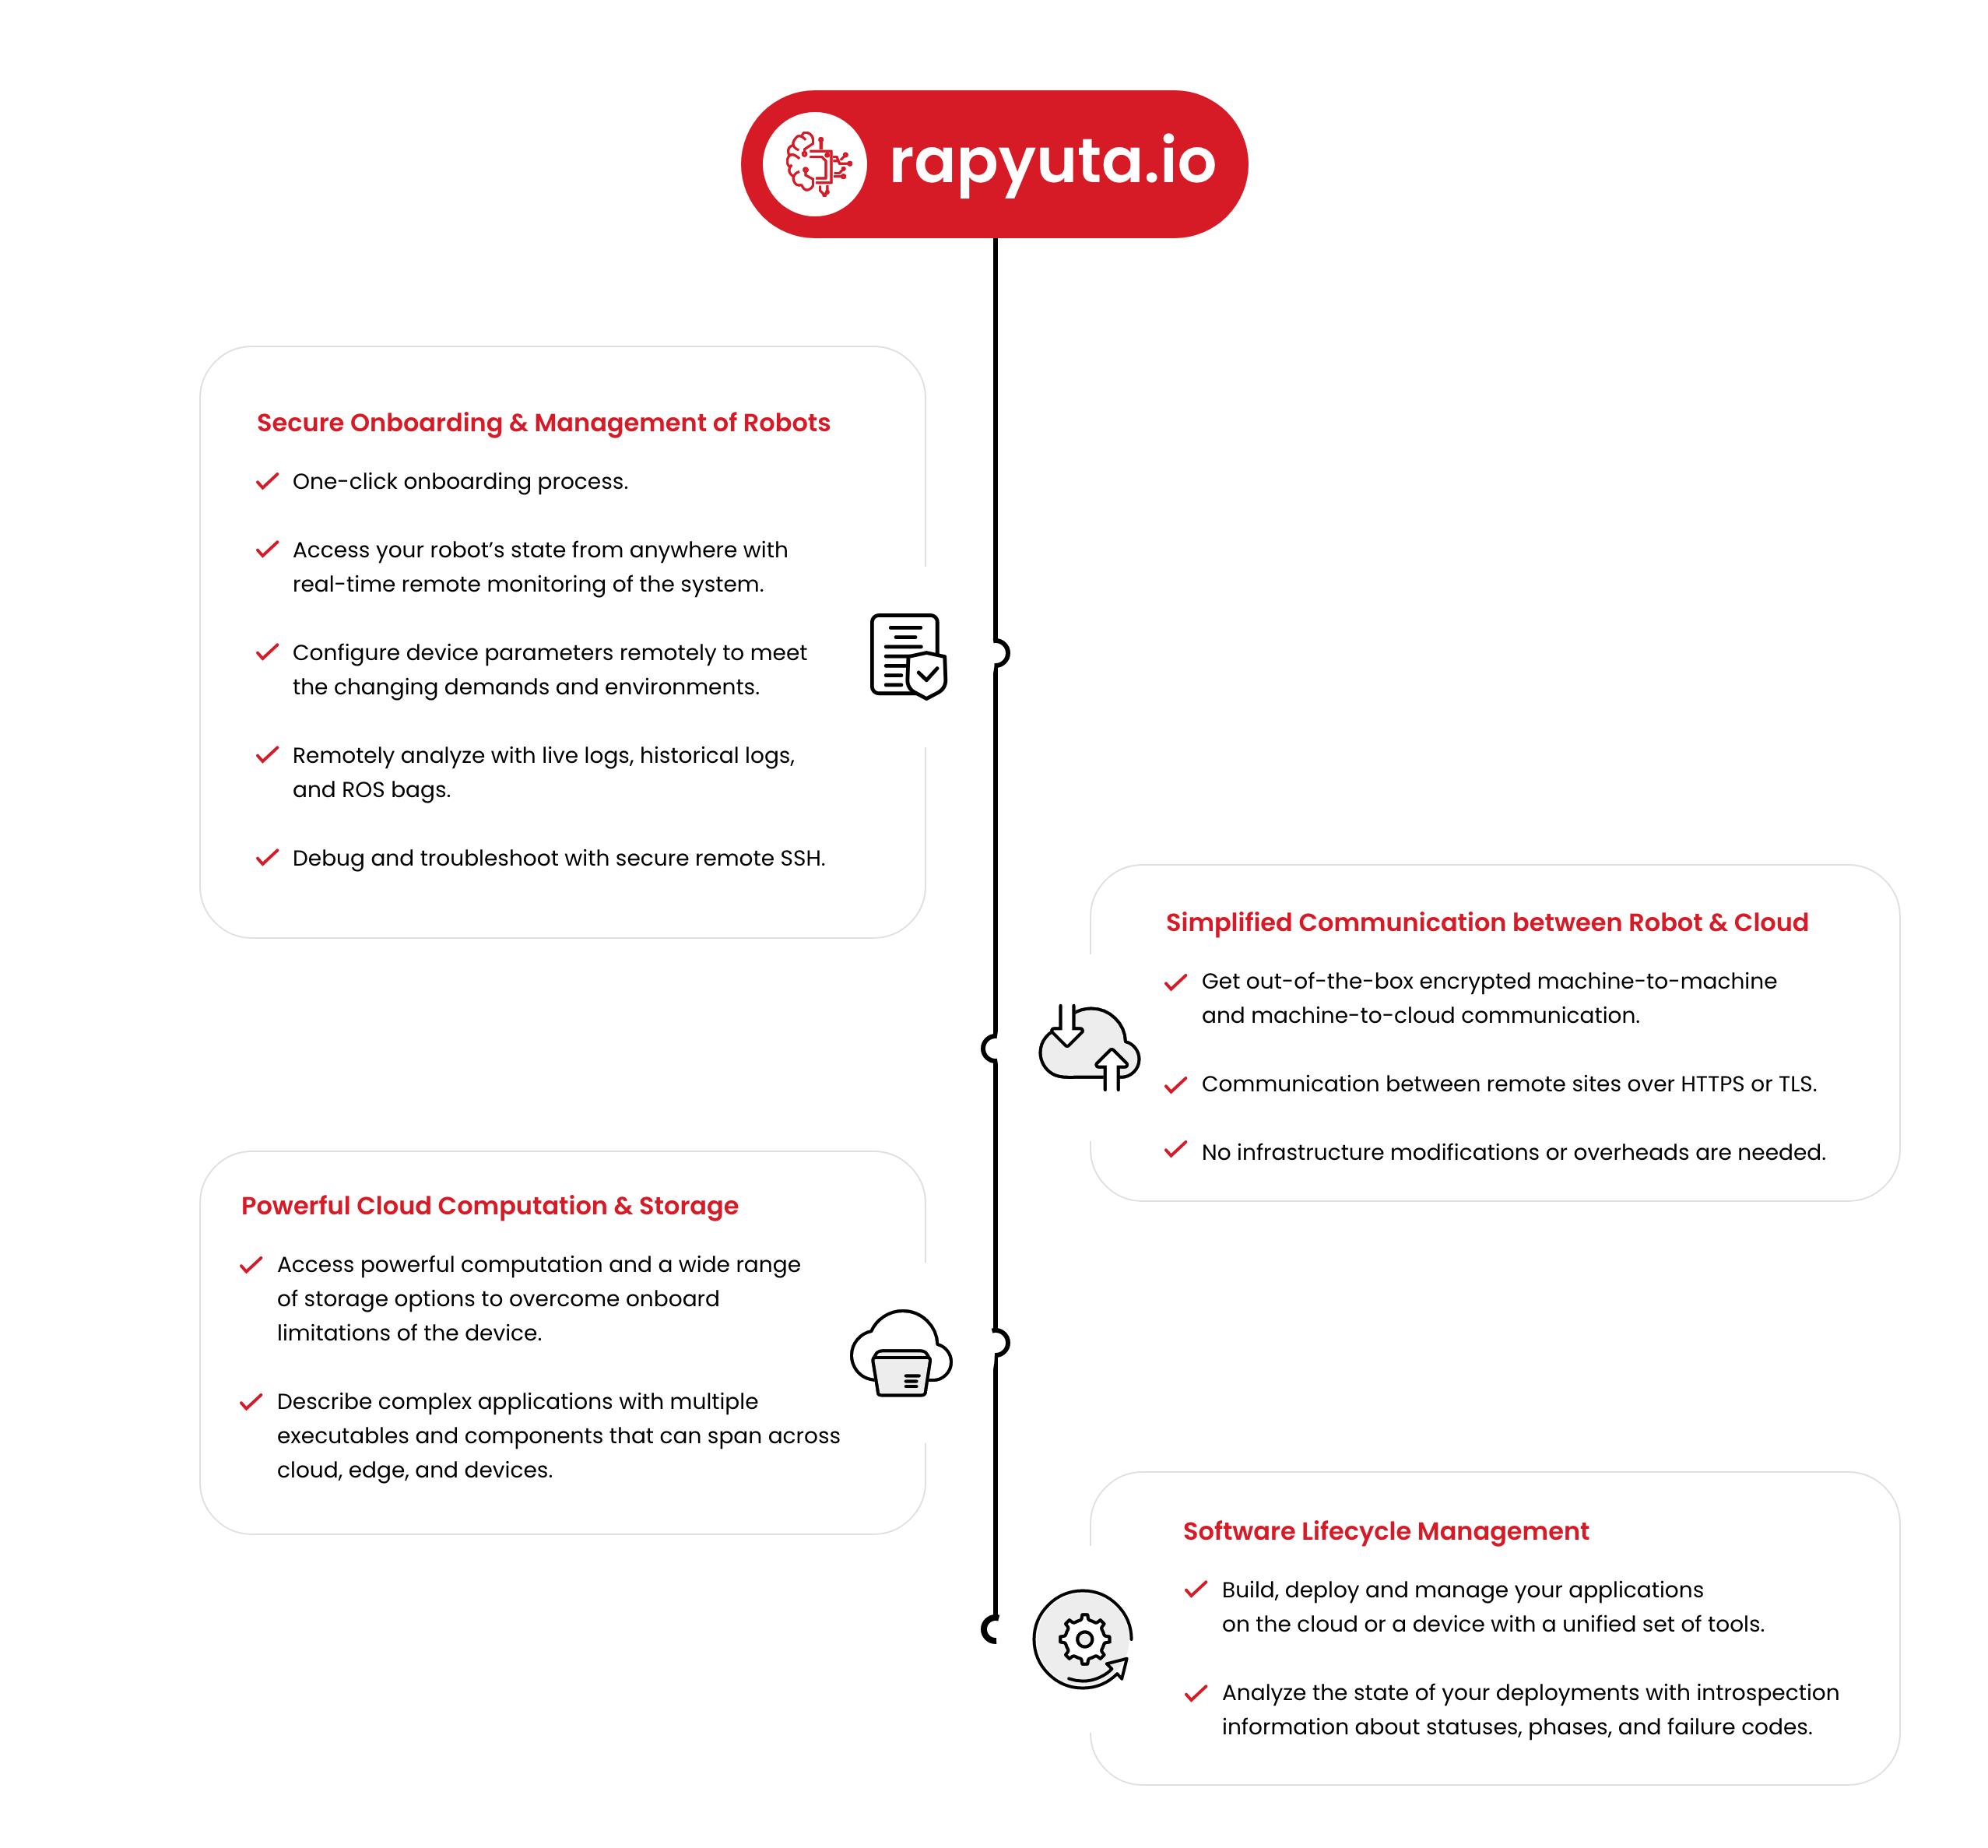 rapyuta.io
Secure Onboarding & Management of Robots
One-click onboarding process.
Access your robot’s state from anywhere with
real-time remote monitoring of the system.
Configure device parameters remotely to meet
the changing demands and environments.
Remotely analyze with live logs, historical logs,
and ROS bags.
Debug and troubleshoot with secure remote SSH.
Simplified Communication between Robot & Cloud
Get out-of-the-box encrypted machine-to-machine
and machine-to-cloud communication.
Communication between remote sites over HTTPS or TLS.
No infrastructure modifications or overheads are needed.
Powerful Cloud Computation & Storage
Access powerful computation and a wide range
of storage options to overcome onboard
limitations of the device.
Describe complex applications with multiple
executables and components that can span across
cloud, edge, and devices.
Software Lifecycle Management
Build, deploy and manage your applications
on the cloud or a device with a unified set of tools.
Analyze the state of your deployments with introspection
information about statuses, phases, and failure codes.